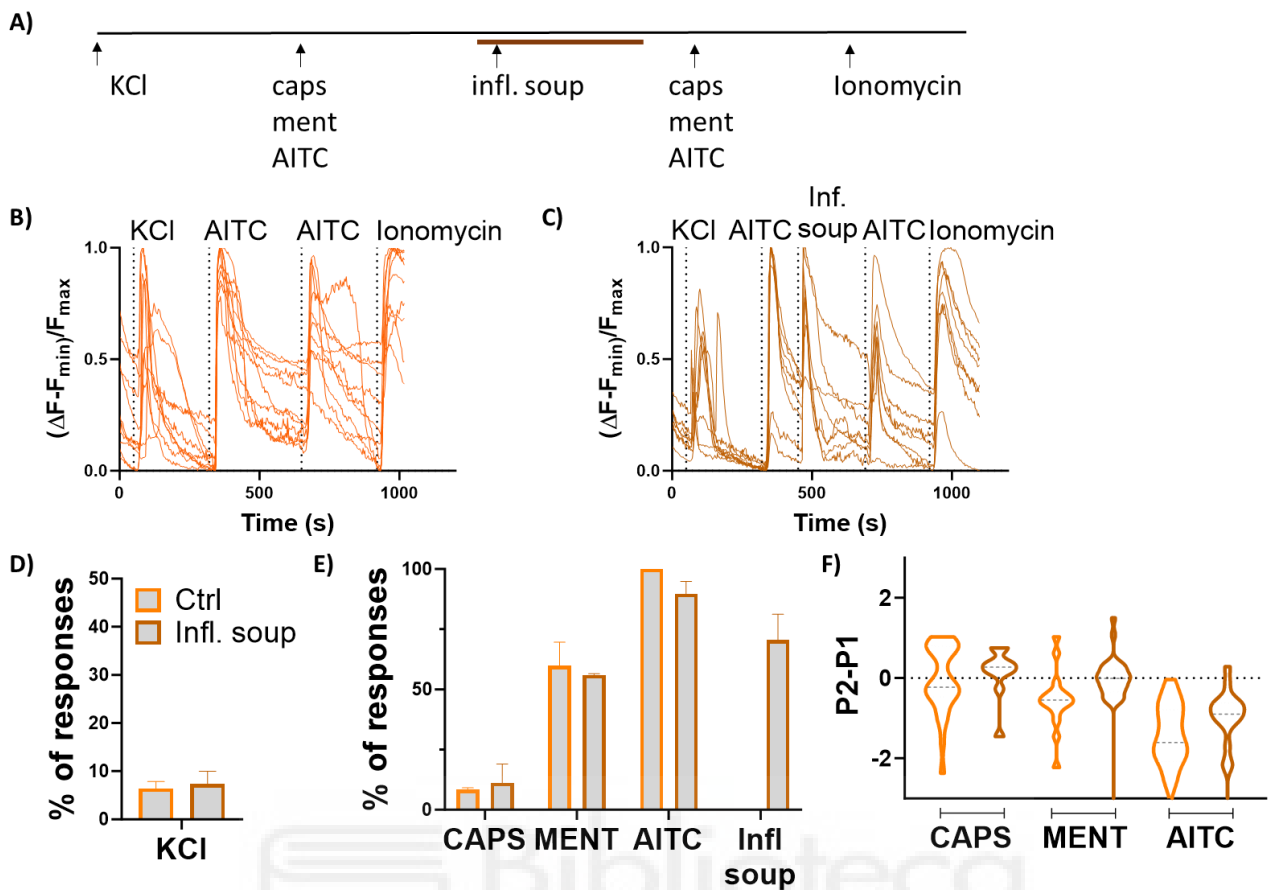 A)
KCl
caps
ment
AITC
infl. soup
caps
ment
AITC
Ionomycin
B)
KCl AITC AITC Ionomycin
(ΔF-Fmin)/Fmax
1.0
0.5
0.0
0 500 1000
Time (s)
C)
Inf.
KCl AITC soup AITC Ionomycin
(ΔF-Fmin)/Fmax
1.0
0.5
0.0
0 500 1000
Time (s)
D)
% of responses
50
40
30
20
10
0
Ctrl
Infl. soup
KCl
E)
% of responses
100
50
0
CAPS MENT AITC Infl
soup
F)
P2-P1
2
0
-2
CAPS MENT AITC
Biblioteca